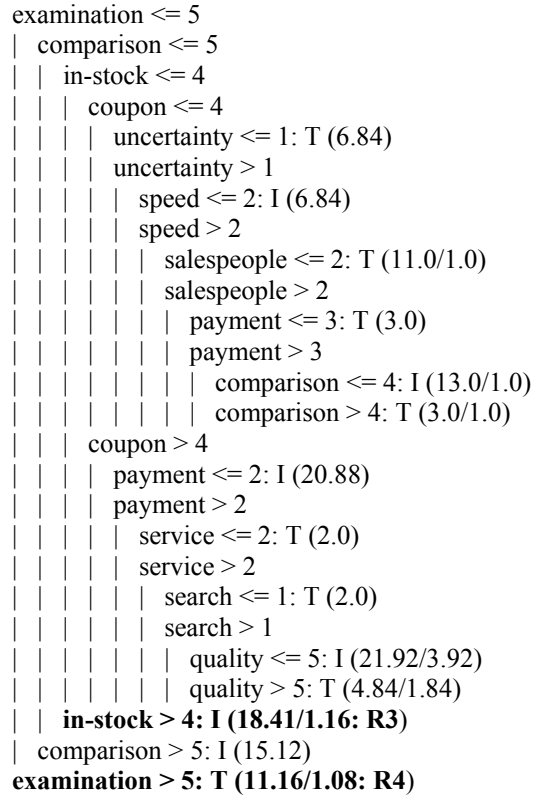 examination <= 5
| comparison <= 5
| | in-stock <= 4
| | | coupon <= 4
| | | | uncertainty <= 1: T (6.84)
| | | | uncertainty > 1
| | | | | speed <= 2: I (6.84)
| | | | | speed > 2
| | | | | | salespeople <= 2: T (11.0/1.0)
| | | | | | salespeople > 2
| | | | | | | payment <= 3: T (3.0)
| | | | | | | payment > 3
| | | | | | | | comparison <= 4: I (13.0/1.0)
| | | | | | | | comparison > 4: T (3.0/1.0)
| | | coupon > 4
| | | | payment <= 2: I (20.88)
| | | | payment > 2
| | | | | service <= 2: T (2.0)
| | | | | service > 2
| | | | | | search <= 1: T (2.0)
| | | | | | search > 1
| | | | | | | quality <= 5: I (21.92/3.92)
| | | | | | | quality > 5: T (4.84/1.84)
| | in-stock > 4: I (18.41/1.16: R3)
| comparison > 5: I (15.12)
examination > 5: T (11.16/1.08: R4)